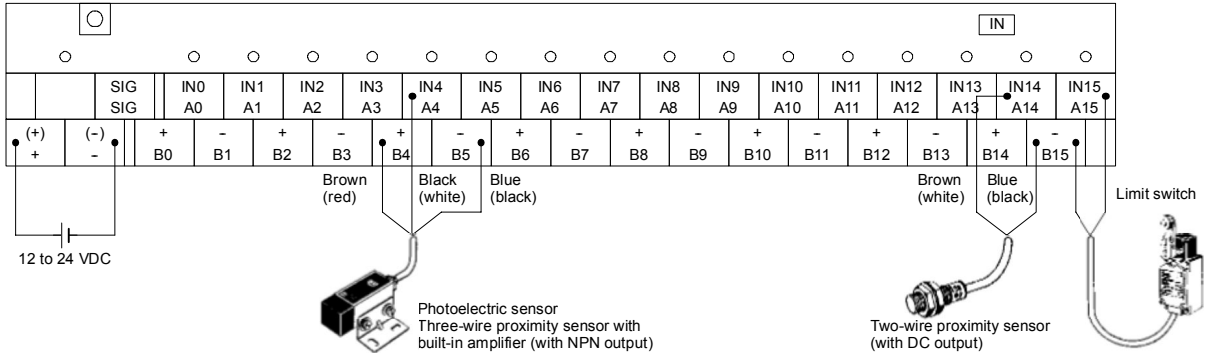 IN
SIG IN0 IN1 IN2 IN3 IN4 IN5 IN6 IN7 IN8 IN9 IN10 IN11 IN12 IN13 IN14 IN15
SIG A0 A1 A2 A3 A4 A5 A6 A7 A8 A9 A10 A11 A12 A13 A14 A15
(+) (-) + - + - + - + - + - + - + - + -
+ - B0 B1 B2 B3 B4 B5 B6 B7 B8 B9 B10 B11 B12 B13 B14 B15
Brown
(red)
Black
(white)
Blue
(black)
Brown
(white)
Blue
(black)
Limit switch
12 to 24 VDC
Photoelectric sensor
Three-wire proximity sensor with
built-in amplifier (with NPN output)
Two-wire proximity sensor
(with DC output)